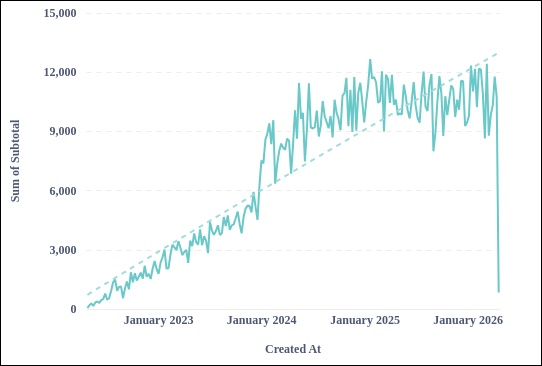 15,000
12,000
9,000
6,000
3,000
0
Sum of Subtotal
January 2023
January 2024
January 2025
January 2026
Created At